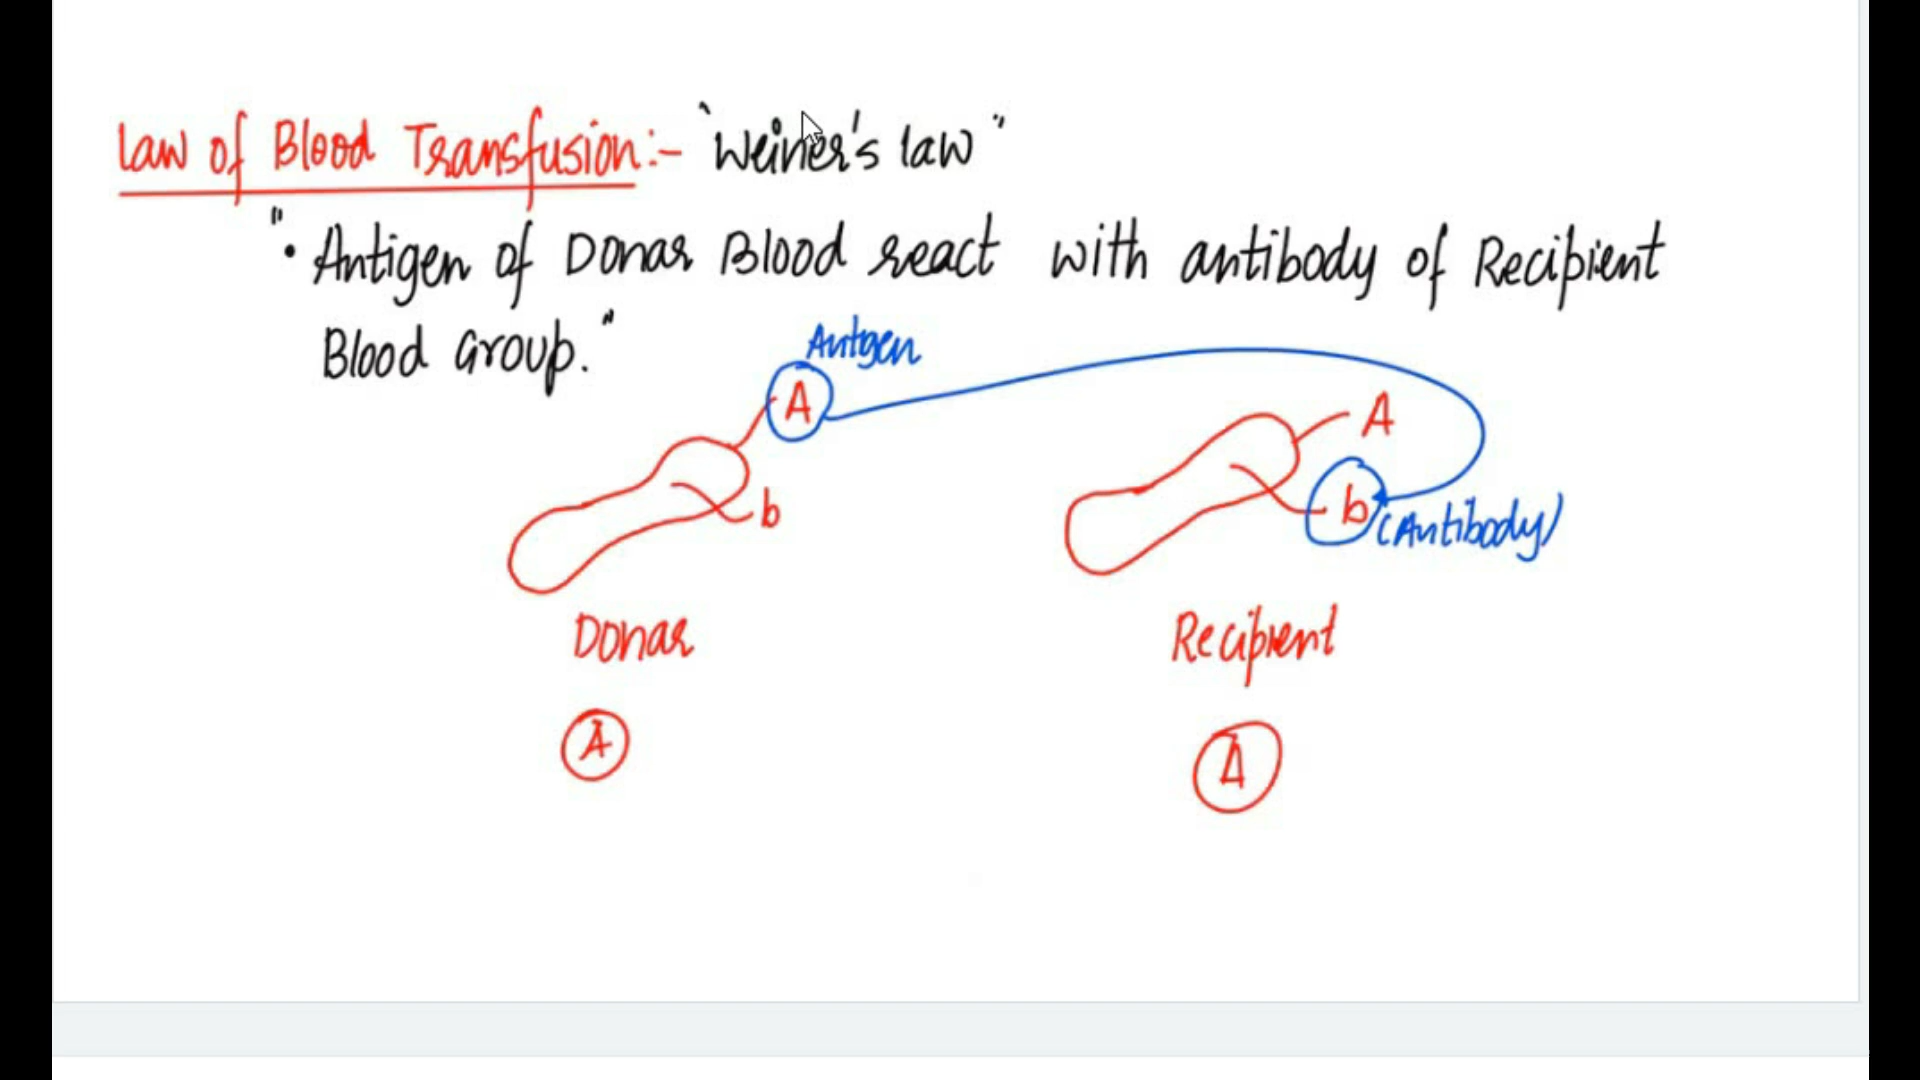 Law of Blood Transfusion:- `Weiner's law"
"• Antigen of Donar Blood react with antibody of Recipient
Blood Group."
Antgen
A
A
b
b
(Antibody)
Donar
Recipient
A
A